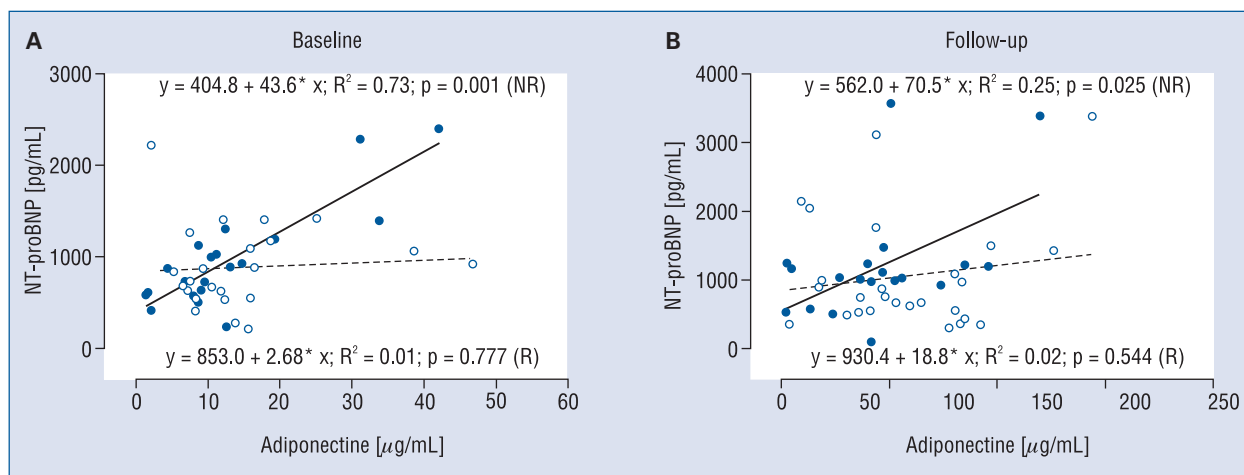 A
Baseline
y = 404.8 + 43.6* x; R² = 0.73; p = 0.001 (NR)
3000
2000
1000
0
NT-proBNP [pg/mL]
y = 853.0 + 2.68* x; R² = 0.01; p = 0.777 (R)
0 10 20 30 40 50 60
Adiponectine [μg/mL]
B
Follow-up
y = 562.0 + 70.5* x; R² = 0.25; p = 0.025 (NR)
4000
3000
2000
1000
0
NT-proBNP [pg/mL]
y = 930.4 + 18.8* x; R² = 0.02; p = 0.544 (R)
0 50 100 150 200 250
Adiponectine [μg/mL]